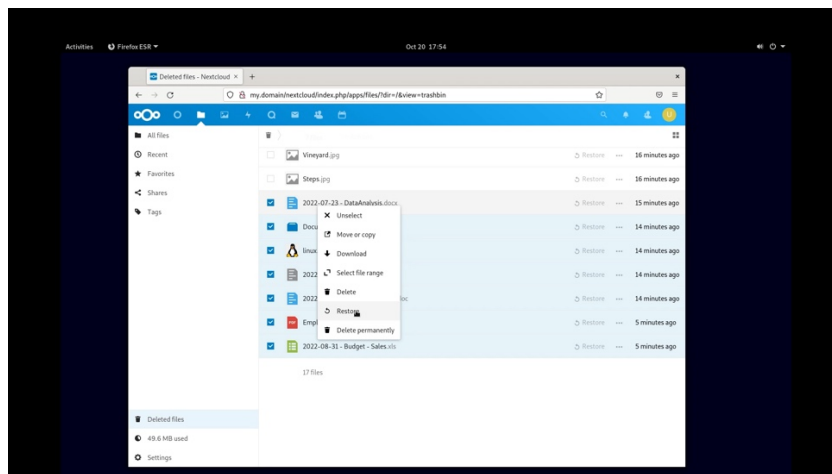 Activities Firefox ESR Oct 20 17:54
Deleted files - Nextcloud × +
my.domain/nextcloud/index.php/apps/files/?dir=/&view=trashbin
All files
Recent
Vineyard.jpg Restore ... 16 minutes ago
Favorites
Steps.jpg Restore ... 16 minutes ago
Shares
2022-07-23 - DataAnalysis.docx Restore ... 15 minutes ago
Tags
Unselect
Docu Restore ... 14 minutes ago
Move or copy
linux Restore ... 14 minutes ago
Download
Select file range
2022 Restore ... 14 minutes ago
Delete
2022 oc Restore ... 14 minutes ago
Restore
Empl Restore ... 5 minutes ago
Delete permanently
2022-08-31 - Budget - Sales.xls Restore ... 5 minutes ago
17 files
Deleted files
49.6 MB used
Settings